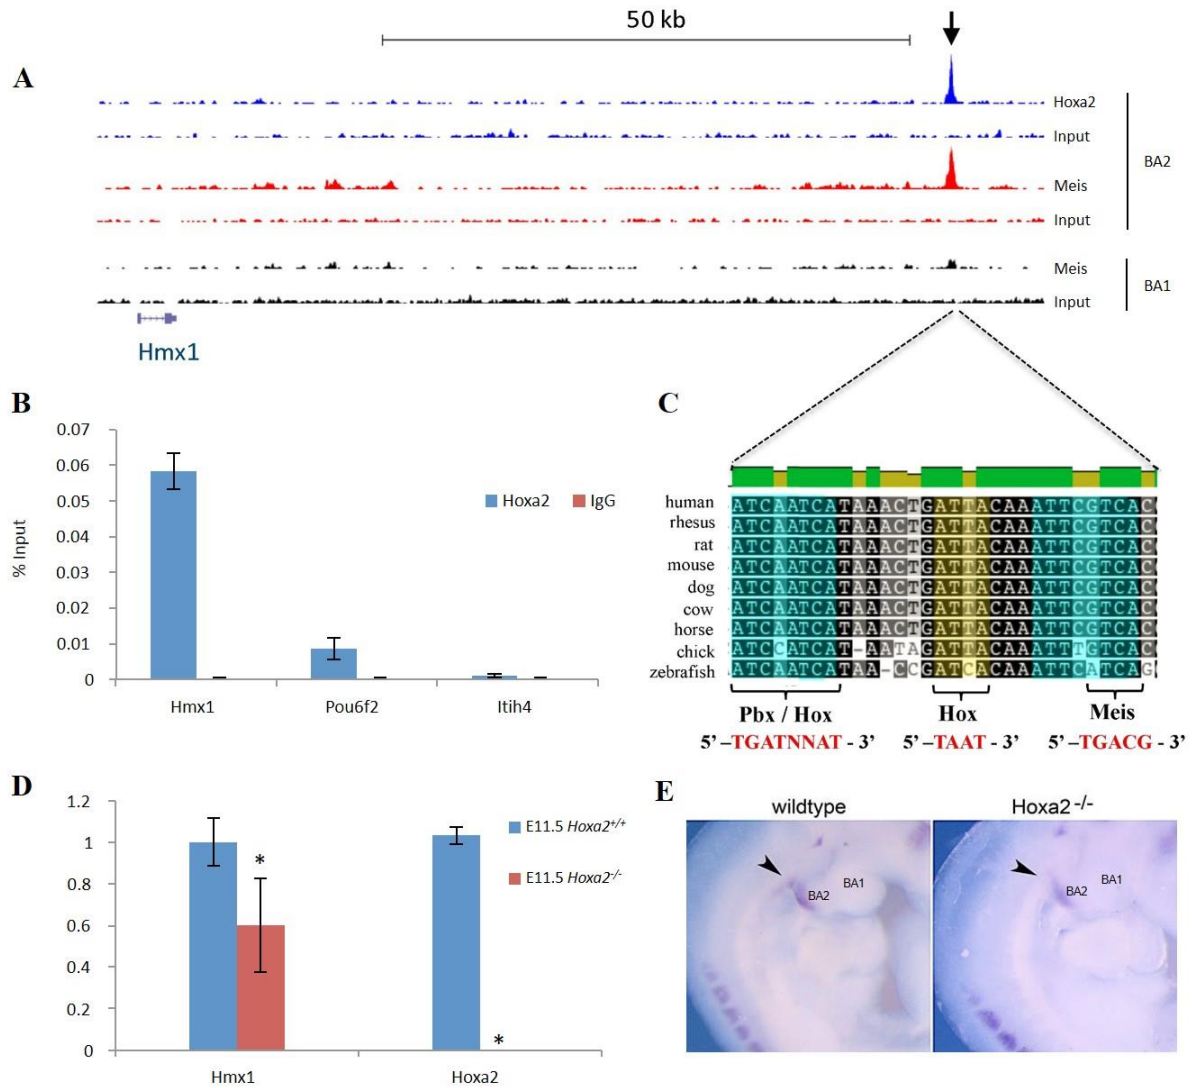 50 kb
A
Hoxa2
Input
Meis
Input
BA2
Meis
Input
BA1
Hmx1
B
0.07
0.06
0.05
0.04
0.03
0.02
0.01
0
% Input
Hoxa2 IgG
Hmx1 Pou6f2 Itih4
C
human ATCAATCATAAACTGATTACAAATTCGTCAC
rhesus ATCAATCATAAACTGATTACAAATTCGTCAC
rat ATCAATCATAAACTGATTACAAATTCGTCAC
mouse ATCAATCATAAACTGATTACAAATTCGTCAC
dog ATCAATCATAAACTGATTACAAATTCGTCAC
cow ATCAATCATAAACTGATTACAAATTCGTCAC
horse ATCAATCATAAACTGATTACAAATTCGTCAC
chick ATCCATCAT-AATAGATTACAAATTTGTCAC
zebrafish ATCAATCATAA-CCGATCACAAATTCATCAG
Pbx / Hox Hox Meis
5’–TGATNNAT - 3’ 5’–TAAT - 3’ 5’–TGACG - 3’
D
1.2
1
0.8
0.6
0.4
0.2
0
E11.5 Hoxa2+/+
E11.5 Hoxa2-/-
*
*
Hmx1 Hoxa2
E
wildtype Hoxa2 -/-
BA2 BA1
BA2 BA1